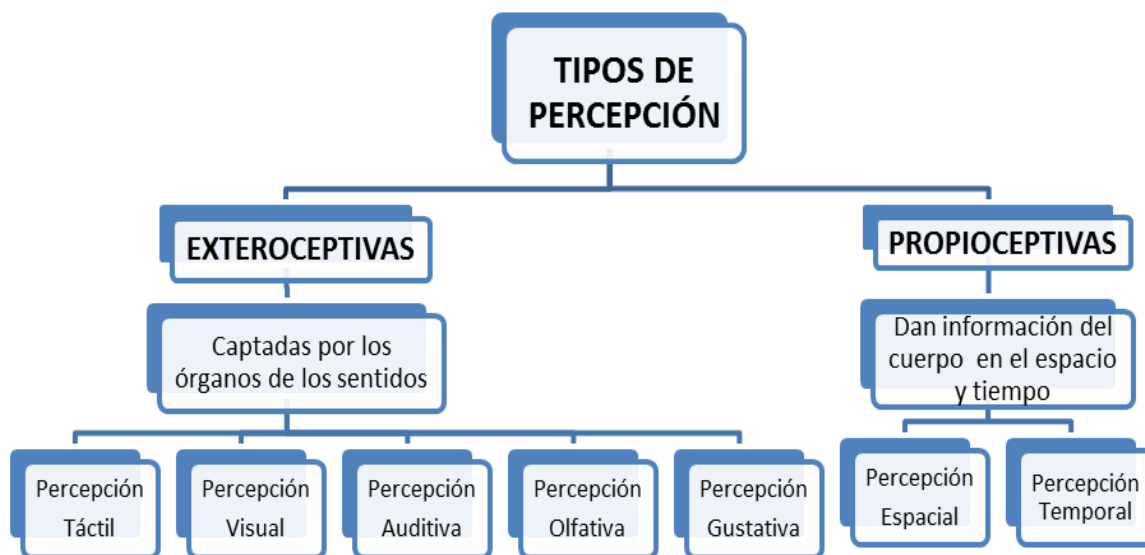 TIPOS DE
PERCEPCIÓN
EXTEROCEPTIVAS
PROPIOCEPTIVAS
Captadas por los
órganos de los sentidos
Dan información del
cuerpo en el espacio
y tiempo
Percepción
Táctil
Percepción
Visual
Percepción
Auditiva
Percepción
Olfativa
Percepción
Gustativa
Percepción
Espacial
Percepción
Temporal